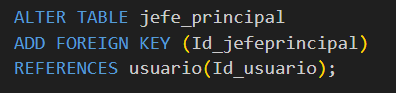 ALTER TABLE jefe_principal
ADD FOREIGN KEY (Id_jefeprincipal)
REFERENCES usuario(Id_usuario);